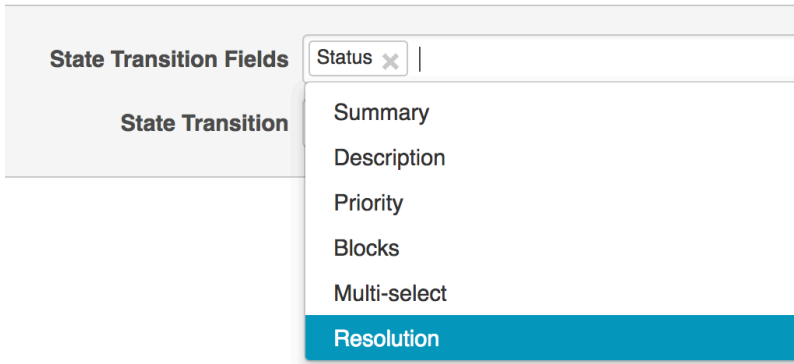 State Transition Fields Status
State Transition
Summary
Description
Priority
Blocks
Multi-select
Resolution